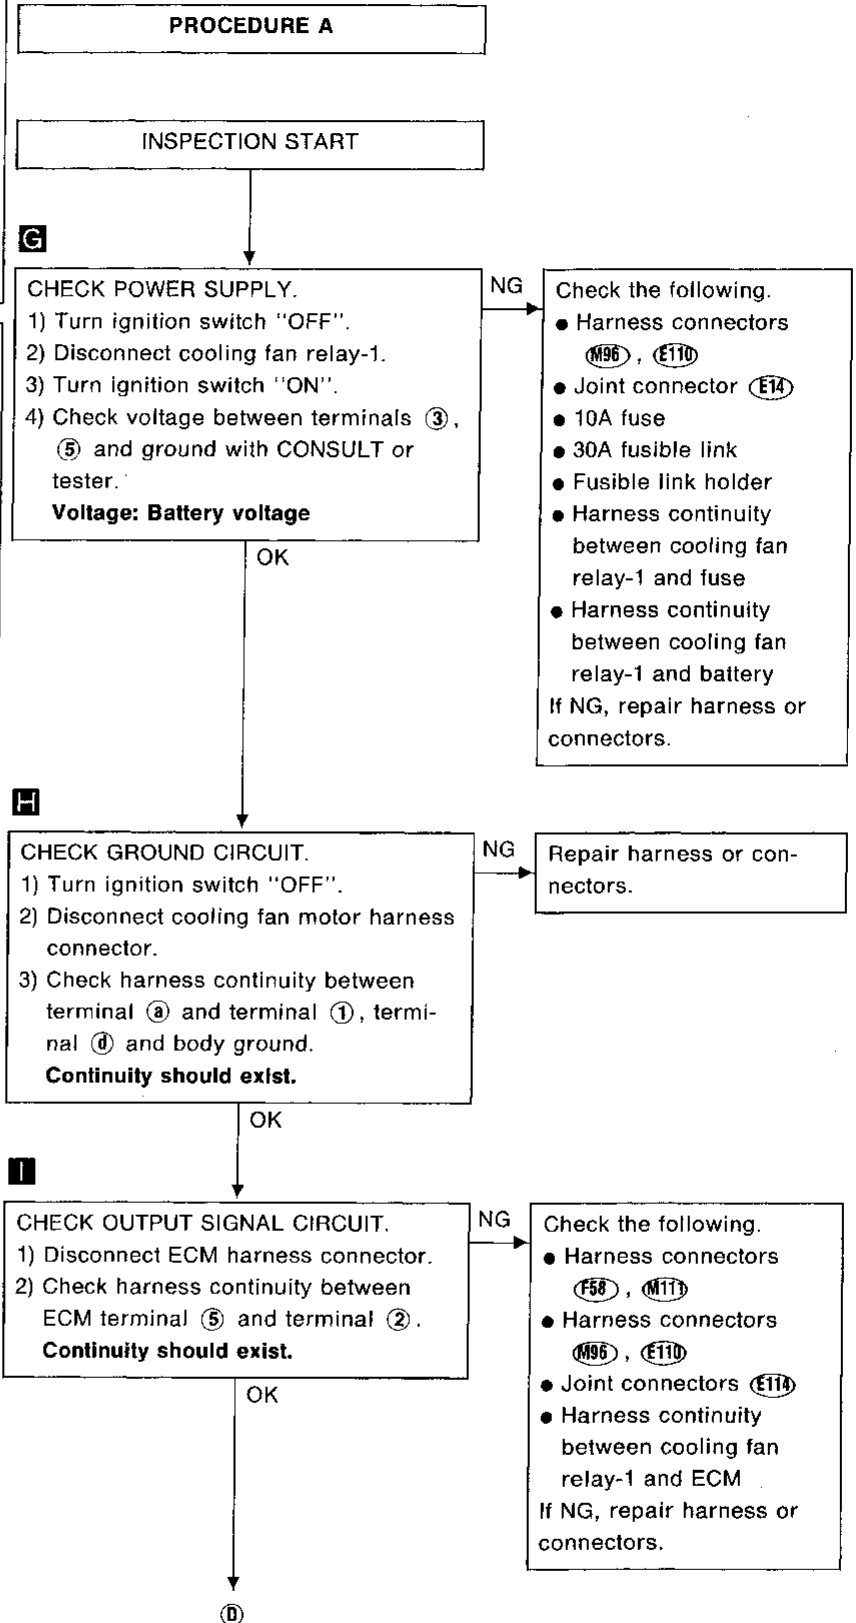 PROCEDURE A
INSPECTION START
G
CHECK POWER SUPPLY.
1) Turn ignition switch "OFF".
2) Disconnect cooling fan relay-1.
3) Turn ignition switch "ON".
4) Check voltage between terminals ③,
⑤ and ground with CONSULT or
tester.
Voltage: Battery voltage
NG
Check the following.
● Harness connectors
M96, E110
● Joint connector E14
● 10A fuse
● 30A fusible link
● Fusible link holder
● Harness continuity
between cooling fan
relay-1 and fuse
● Harness continuity
between cooling fan
relay-1 and battery
If NG, repair harness or
connectors.
OK
H
CHECK GROUND CIRCUIT.
1) Turn ignition switch "OFF".
2) Disconnect cooling fan motor harness
connector.
3) Check harness continuity between
terminal ⓐ and terminal ①, termi-
nal ⓓ and body ground.
Continuity should exist.
NG
Repair harness or con-
nectors.
OK
I
CHECK OUTPUT SIGNAL CIRCUIT.
1) Disconnect ECM harness connector.
2) Check harness continuity between
ECM terminal ⑤ and terminal ②.
Continuity should exist.
NG
Check the following.
● Harness connectors
F58, M111
● Harness connectors
M96, E110
● Joint connectors E114
● Harness continuity
between cooling fan
relay-1 and ECM
If NG, repair harness or
connectors.
OK
Ⓓ